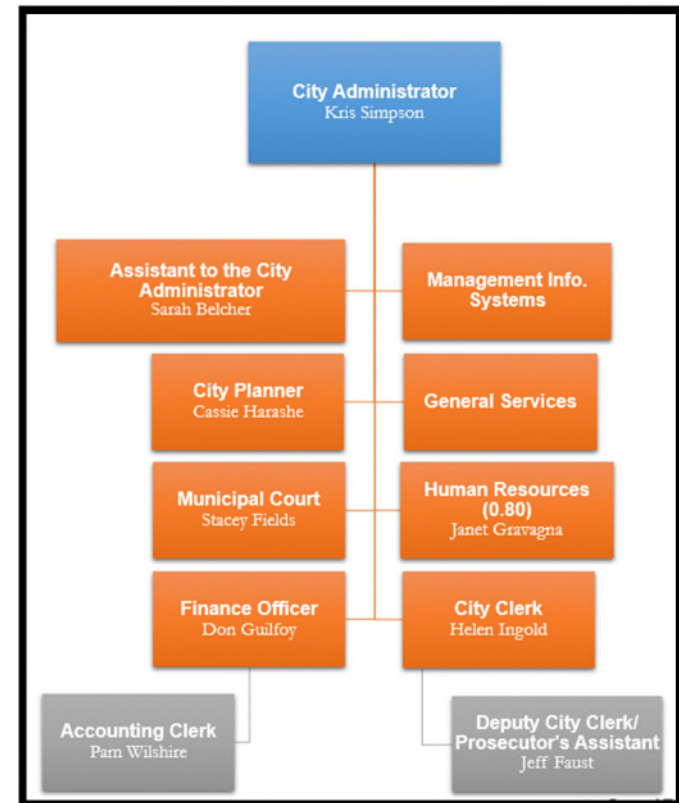 City Administrator
Kris Simpson
Assistant to the City
Administrator
Sarah Belcher
Management Info.
Systems
City Planner
Cassie Harashe
General Services
Municipal Court
Stacey Fields
Human Resources
(0.80)
Janet Gravagna
Finance Officer
Don Guilfoy
City Clerk
Helen Ingold
Accounting Clerk
Pam Wilshire
Deputy City Clerk/
Prosecutor's Assistant
Jeff Faust